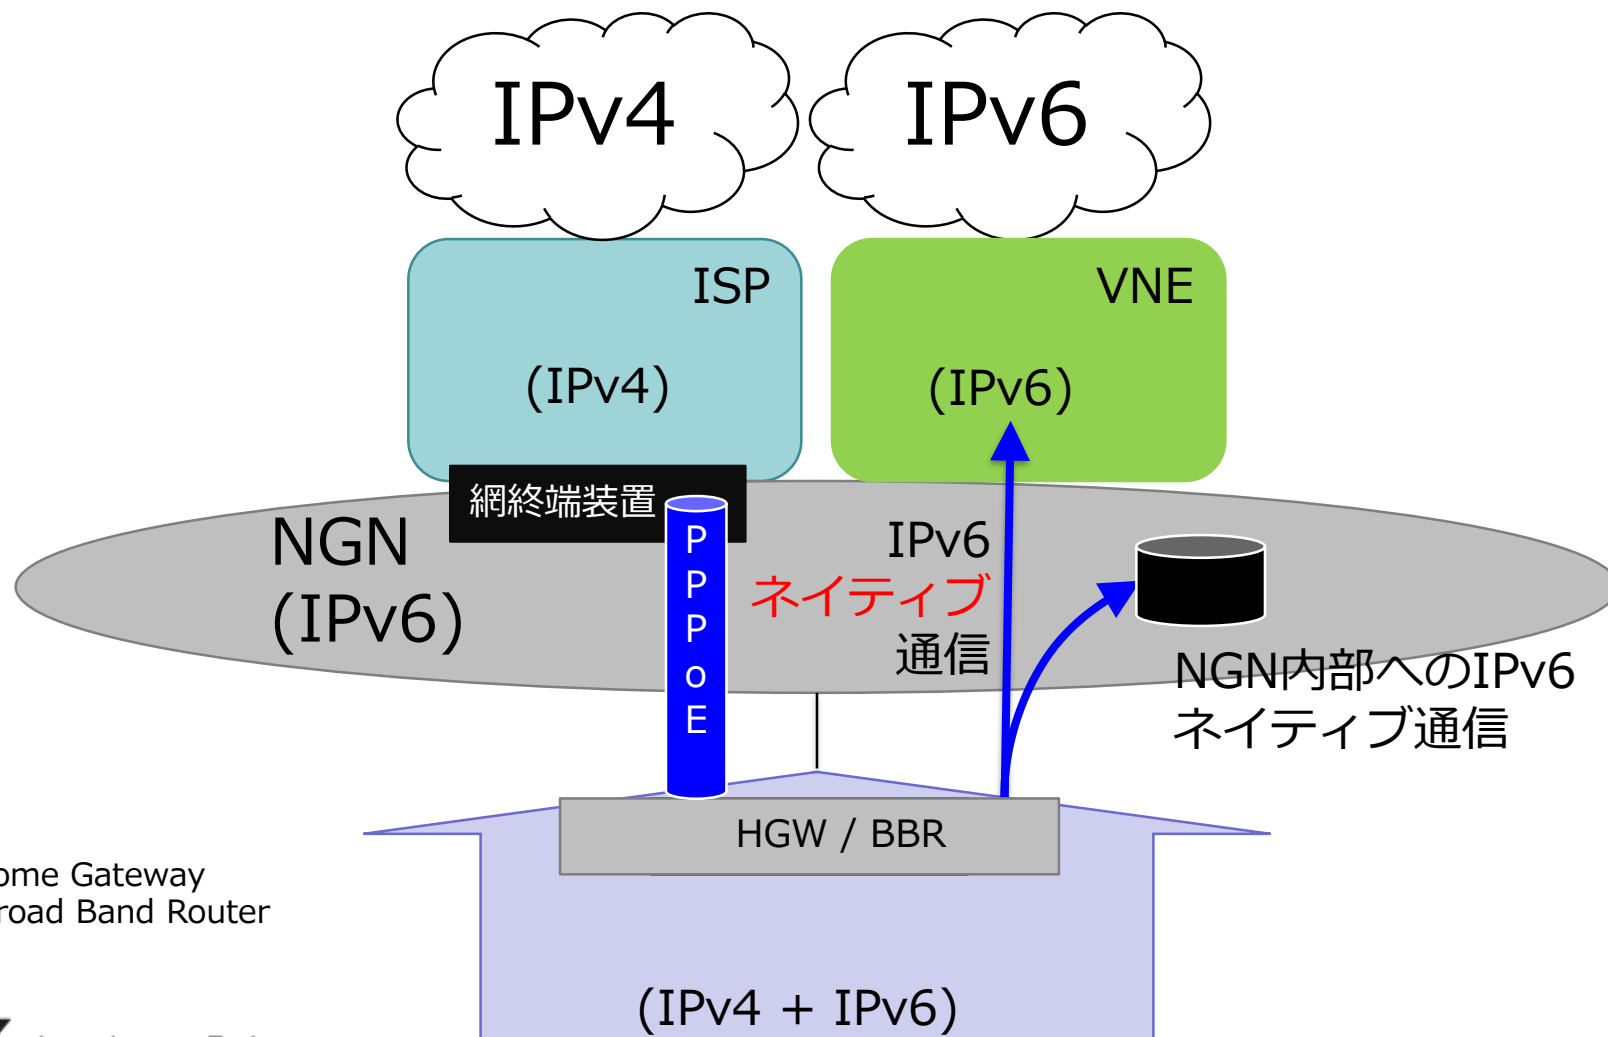 IPv4
IPv6
ISP
VNE
(IPv4)
(IPv6)
網終端装置
PPPoE
NGN
(IPv6)
IPv6
ネイティブ
通信
NGN内部へのIPv6
ネイティブ通信
HGW / BBR
ome Gateway
road Band Router
(IPv4 + IPv6)